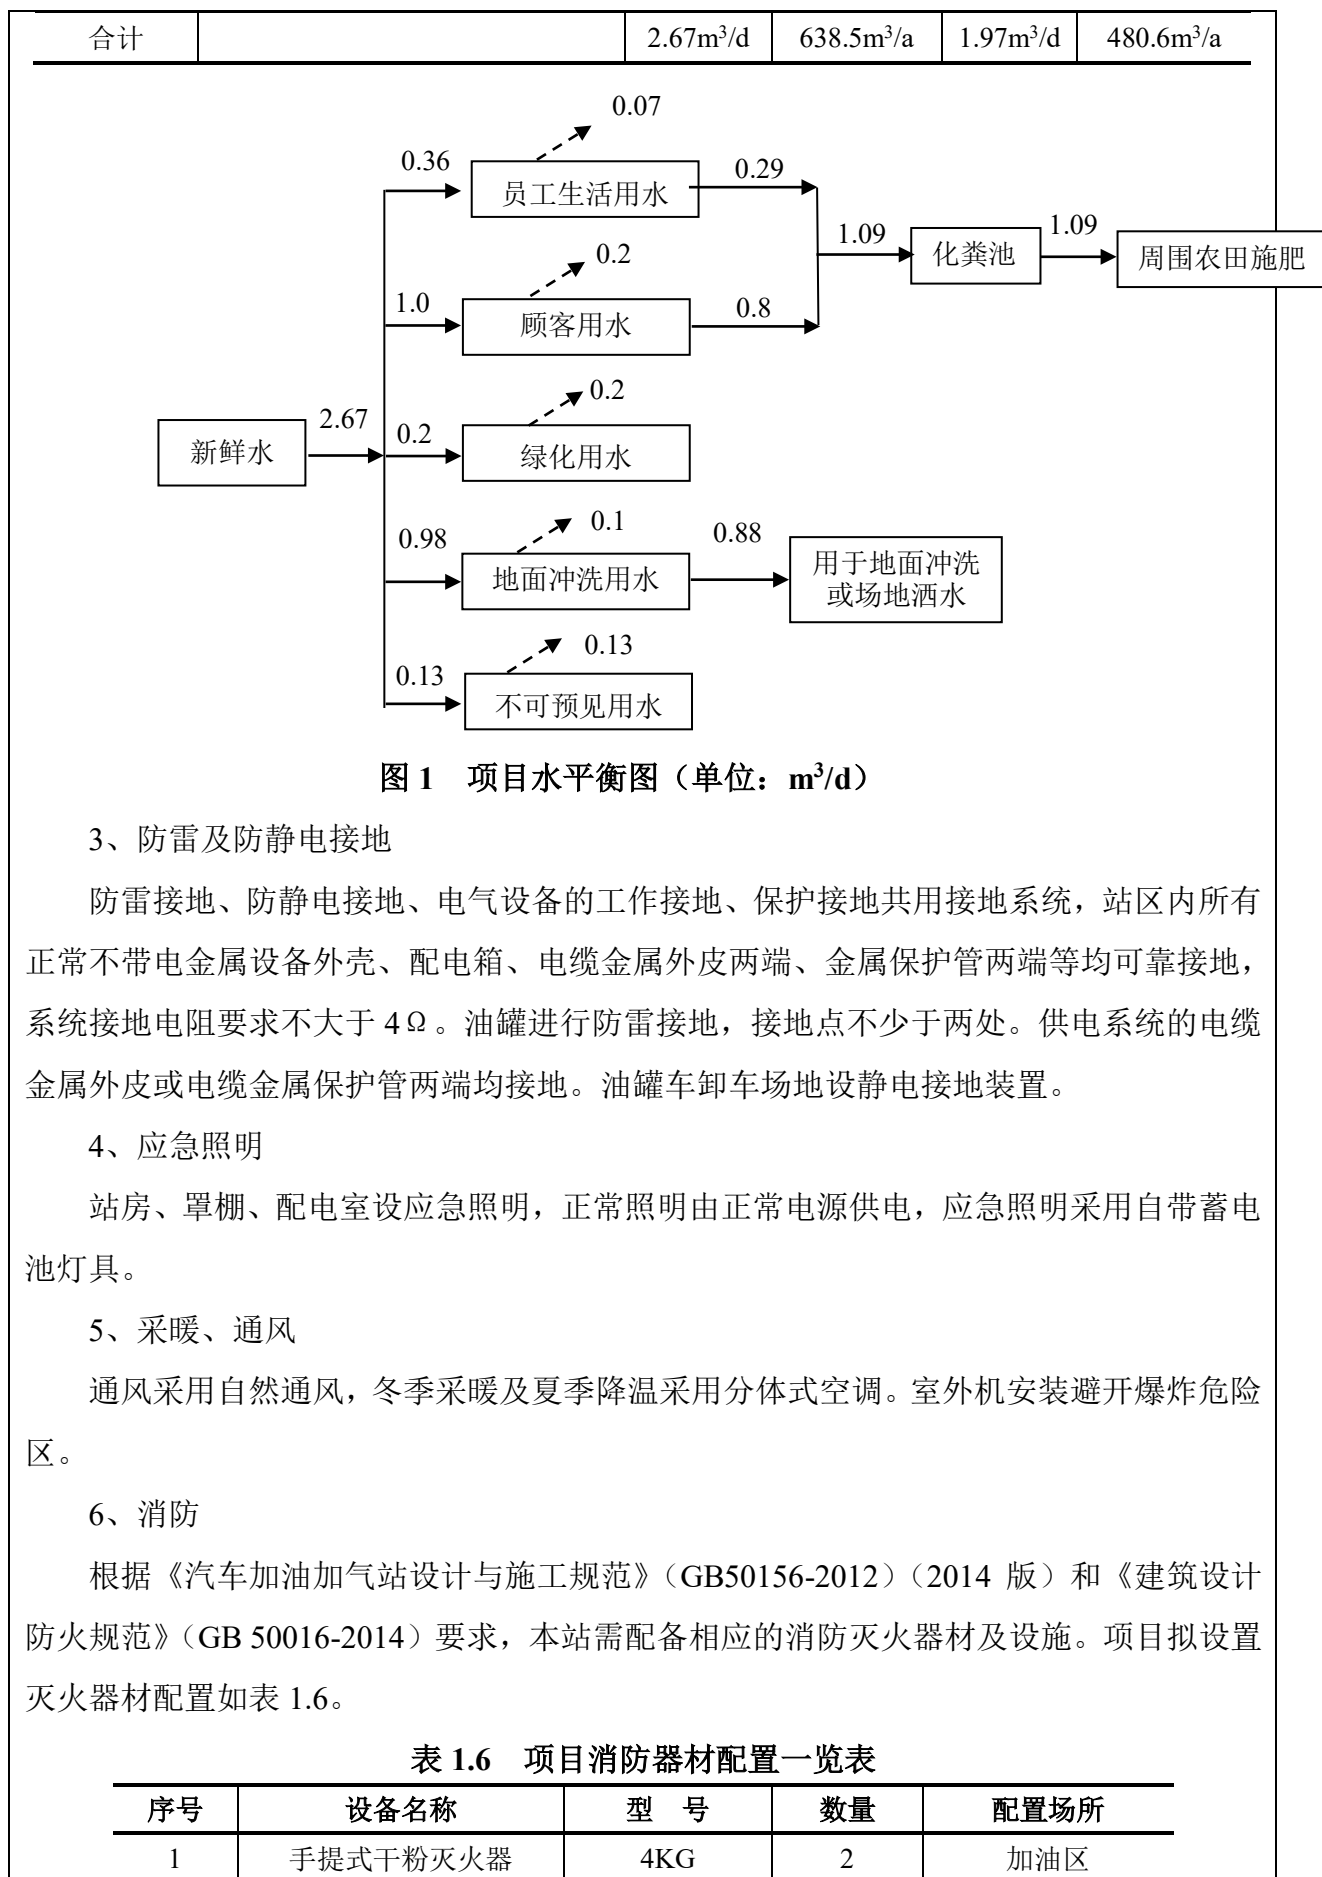 合计 2.67m³/d 638.5m³/a 1.97m³/d 480.6m³/a
0.07
0.36 员工生活用水 0.29
1.09 化粪池 1.09 周围农田施肥
0.2
1.0 顾客用水 0.8
0.2
新鲜水 2.67 0.2 绿化用水
0.1
0.98 地面冲洗用水 0.88 用于地面冲洗
或场地洒水
0.13
0.13 不可预见用水
图 1 项目水平衡图（单位：m³/d）
3、防雷及防静电接地
防雷接地、防静电接地、电气设备的工作接地、保护接地共用接地系统，站区内所有
正常不带电金属设备外壳、配电箱、电缆金属外皮两端、金属保护管两端等均可靠接地，
系统接地电阻要求不大于 4Ω。油罐进行防雷接地，接地点不少于两处。供电系统的电缆
金属外皮或电缆金属保护管两端均接地。油罐车卸车场地设静电接地装置。
4、应急照明
站房、罩棚、配电室设应急照明，正常照明由正常电源供电，应急照明采用自带蓄电
池灯具。
5、采暖、通风
通风采用自然通风，冬季采暖及夏季降温采用分体式空调。室外机安装避开爆炸危险
区。
6、消防
根据《汽车加油加气站设计与施工规范》（GB50156-2012）（2014 版）和《建筑设计
防火规范》（GB 50016-2014）要求，本站需配备相应的消防灭火器材及设施。项目拟设置
灭火器材配置如表 1.6。
表 1.6 项目消防器材配置一览表
序号 设备名称 型 号 数量 配置场所
1 手提式干粉灭火器 4KG 2 加油区